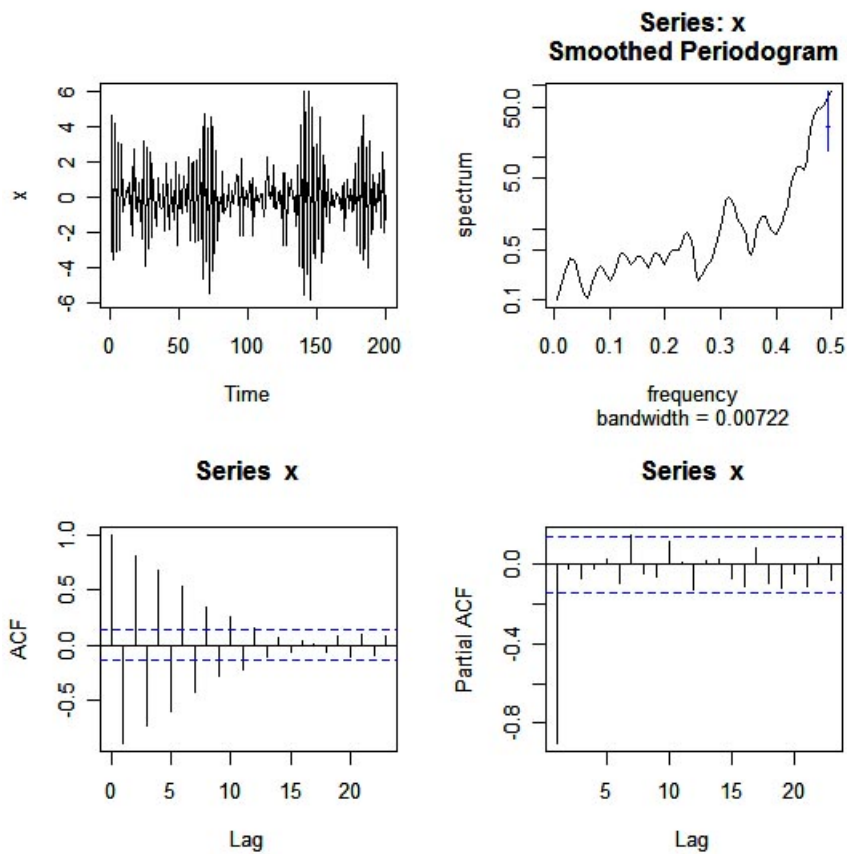 x
6
4
2
0
-2
-4
-6
0 50 100 150 200
Time
Series: x
Smoothed Periodogram
spectrum
50.0
5.0
0.5
0.1
0.0 0.1 0.2 0.3 0.4 0.5
frequency
bandwidth = 0.00722
Series x
ACF
1.0
0.5
0.0
-0.5
0 5 10 15 20
Lag
Series x
Partial ACF
0.0
-0.4
-0.8
5 10 15 20
Lag